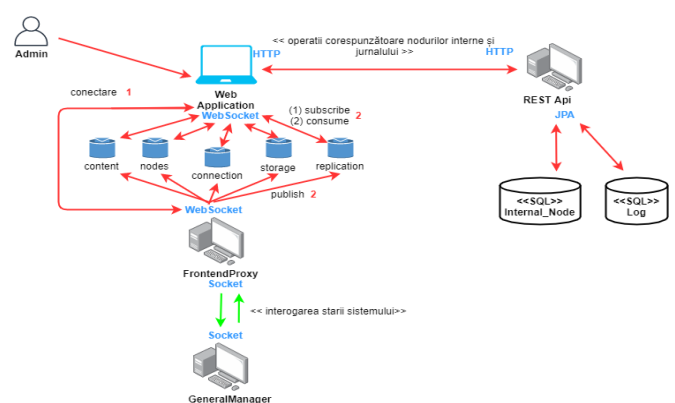 Admin
HTTP
<< operatii corespunzătoare nodurilor interne și
jurnalului >>
HTTP
conectare 1
Web
Application
WebSocket
(1) subscribe
(2) consume 2
REST Api
JPA
content
nodes
connection
storage
replication
publish 2
WebSocket
<<SQL>>
Internal_Node
<<SQL>>
Log
FrontendProxy
Socket
<< interogarea starii sistemului>>
Socket
GeneralManager